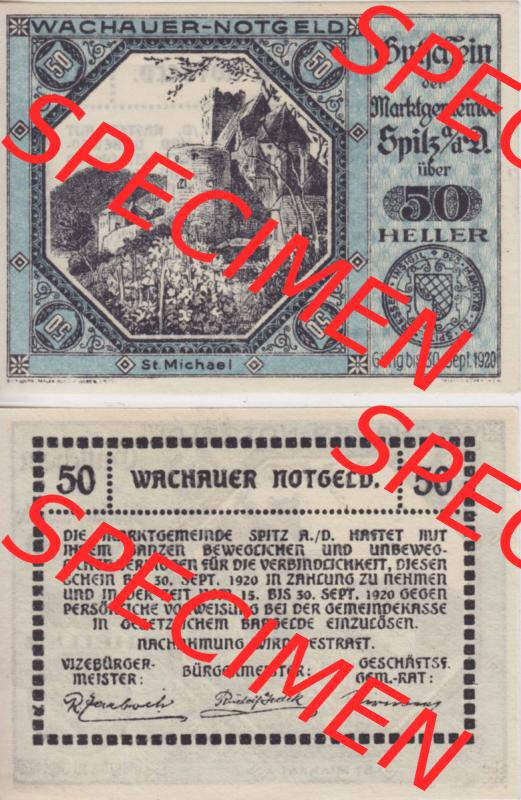 WACHAUER-NOTGELD
50
50
50
50
St. Michael
Gutschein
der
Marktgemeinde
Spitz a/d D.
über
50
HELLER
Gültig bis 30. Sept. 1920
SPECIMEN
SPECIMEN
50 WACHAUER NOTGELD. 50
DIE MARKTGEMEINDE SPITZ A./D. HAFTET MIT
IHREM GANZEN BEWEGLICHEN UND UNBEWEG-
LICHEN VERMÖGEN FÜR DIE VERBINDLICHKEIT, DIESEN
SCHEIN BIS 30. SEPT. 1920 IN ZAHLUNG ZU NEHMEN
UND IN DER ZEIT VOM 15. BIS 30. SEPT. 1920 GEGEN
PERSÖNLICHE VORWEISUNG BEI DER GEMEINDEKASSE
IN GESETZLICHEM BARGELDE EINZULÖSEN.
NACHAHMUNG WIRD BESTRAFT.
VIZEBÜRGER-
MEISTER:
BÜRGERMEISTER:
GESCHÄFTSF.
GEM.-RAT:
SPECIMEN
SPECIMEN